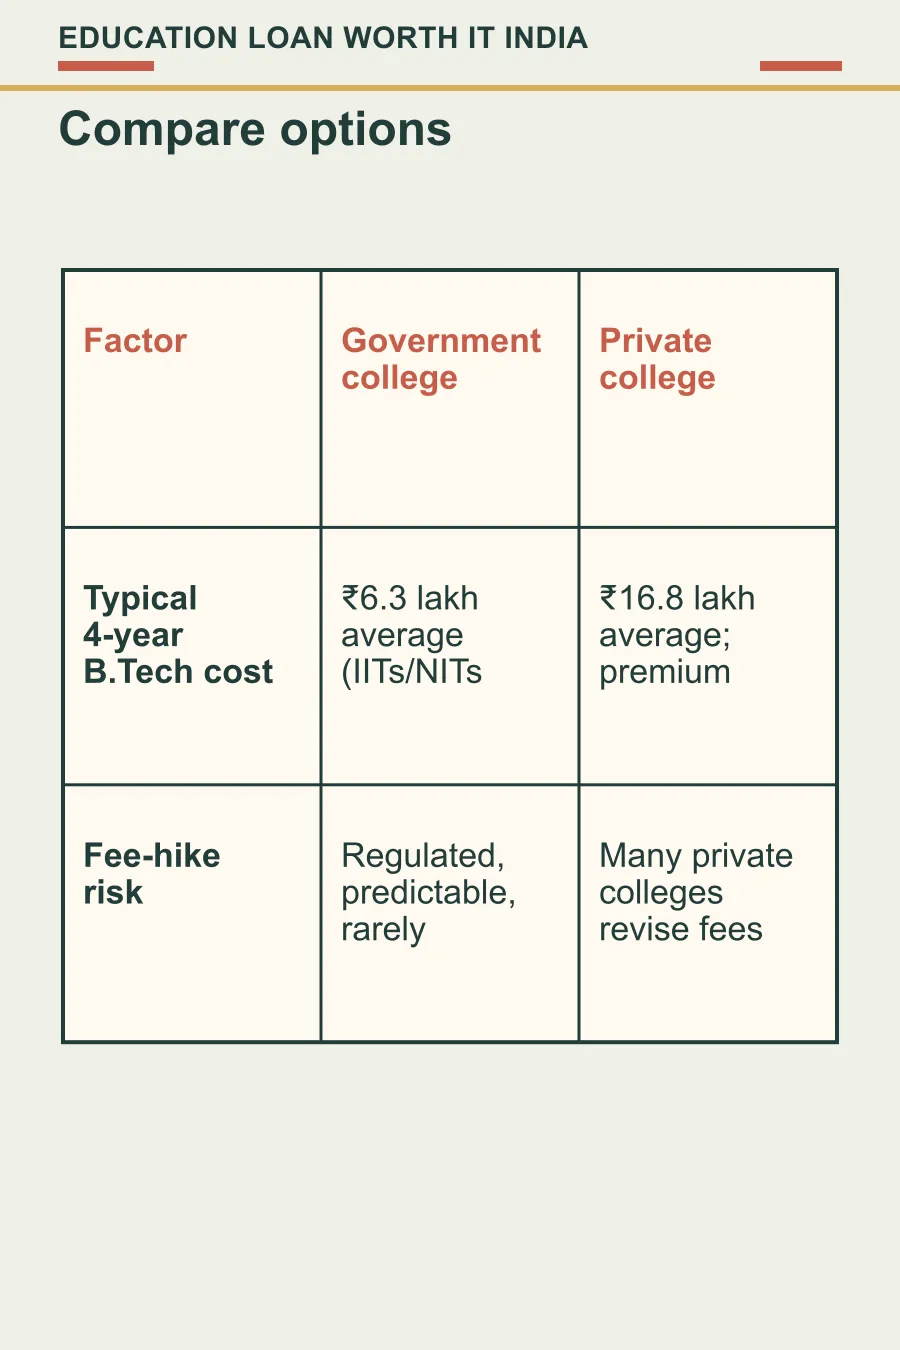 EDUCATION LOAN WORTH IT INDIA
Compare options
Factor
Government
college
Private
college
Typical
4-year
B.Tech cost
₹6.3 lakh
average
(IITs/NITs
₹16.8 lakh
average;
premium
Fee-hike
risk
Regulated,
predictable,
rarely
Many private
colleges
revise fees